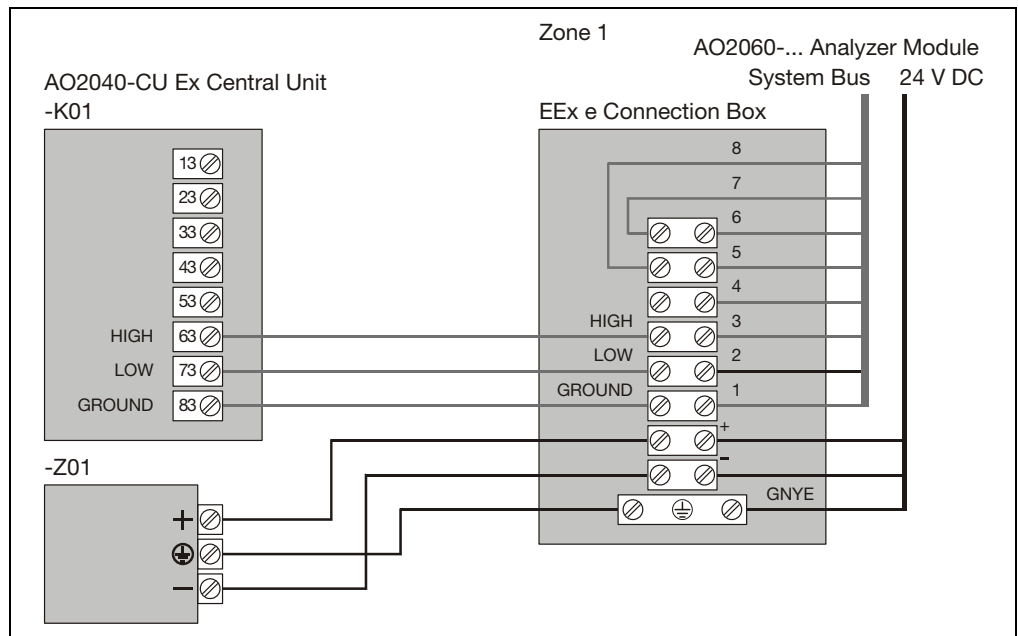 Zone 1
AO2060-... Analyzer Module
System Bus 24 V DC
AO2040-CU Ex Central Unit
-K01
EEx e Connection Box
13
23
33
43
53
HIGH 63
LOW 73
GROUND 83
8
7
6
5
4
HIGH 3
LOW 2
GROUND 1
+
-
GNYE
-Z01
+
−